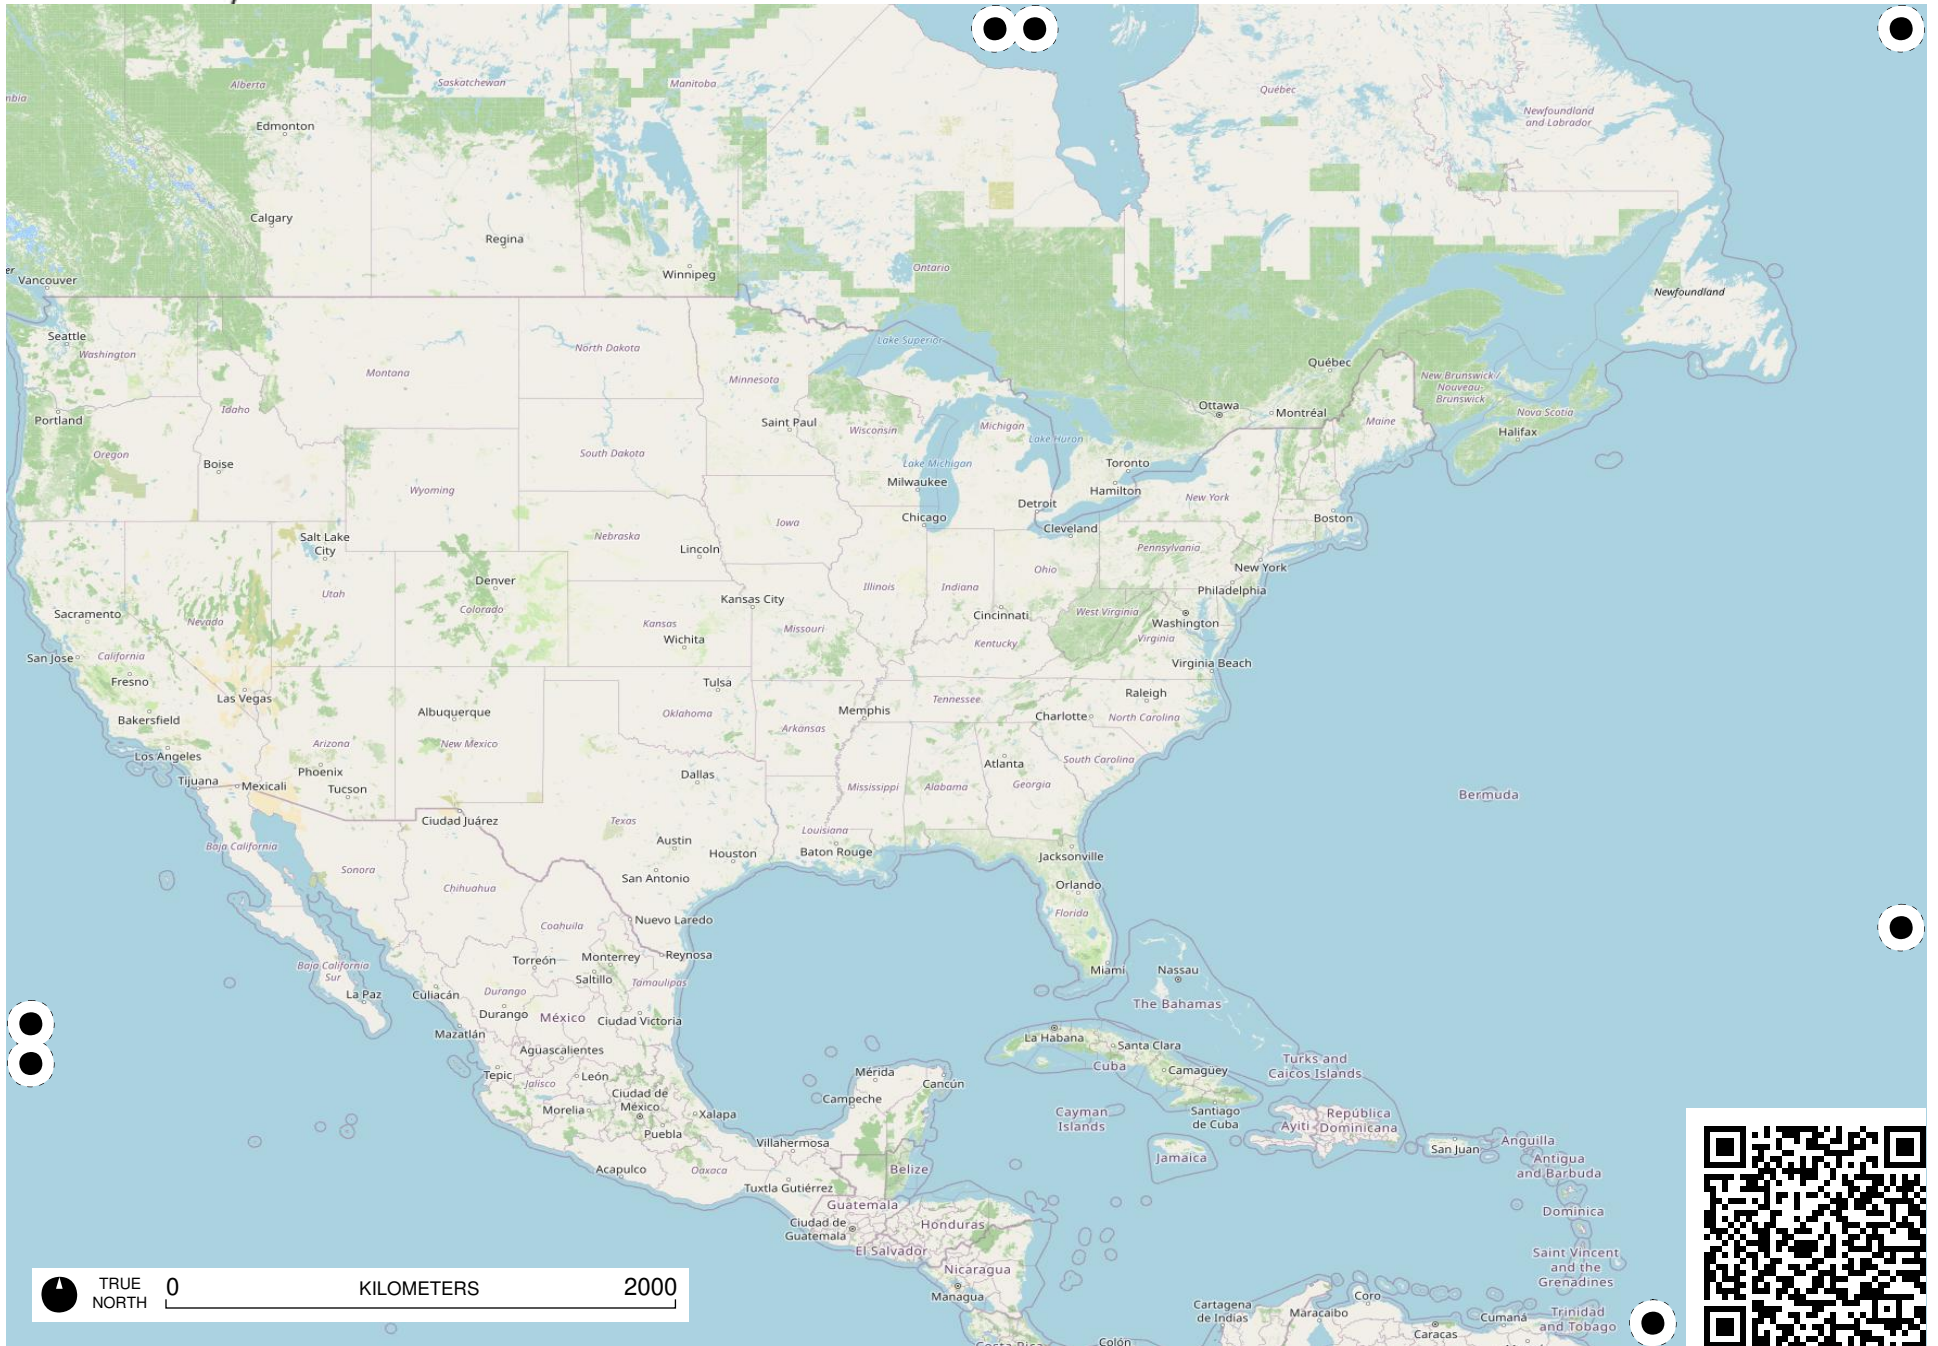 Alberta
Saskatchewan
Manitoba
Québec
Newfoundland
and Labrador
mbia
Edmonton
Calgary
Regina
Winnipeg
Ontario
er
Vancouver
Newfoundland
Seattle
Washington
North Dakota
Lake Superior
Québec
Montana
Minnesota
New Brunswick /
Nouveau-
Brunswick
Idaho
Portland
Saint Paul
Wisconsin
Michigan
Ottawa
Montréal
Maine
Nova Scotia
Halifax
Lake Huron
Oregon
Boise
South Dakota
Lake Michigan
Toronto
Milwaukee
Wyoming
Hamilton
New York
Detroit
Chicago
Iowa
Cleveland
Boston
Salt Lake
City
Nebraska
Lincoln
Pennsylvania
Ohio
New York
Denver
Utah
Colorado
Illinois
Indiana
Philadelphia
Kansas City
Sacramento
Nevada
Kansas
Cincinnati
West Virginia
Washington
Missouri
Wichita
Kentucky
Virginia
San Jose
California
Virginia Beach
Fresno
Las Vegas
Tulsa
Raleigh
Tennessee
Bakersfield
Albuquerque
Oklahoma
Memphis
Charlotte
North Carolina
Arkansas
Los Angeles
Arizona
New Mexico
South Carolina
Atlanta
Tijuana
Mexicali
Phoenix
Tucson
Dallas
Mississippi
Alabama
Georgia
Bermuda
Ciudad Juárez
Texas
Louisiana
Baja California
Austin
Houston
Baton Rouge
Jacksonville
Sonora
San Antonio
Chihuahua
Orlando
Florida
Coahuila
Nuevo Laredo
Torreón
Monterrey
Reynosa
Baja California
Sur
Saltillo
Tamaulipas
Miami
Nassau
La Paz
Culiacán
Durango
The Bahamas
Durango
México
Ciudad Victoria
Mazatlán
La Habana
Santa Clara
Aguascalientes
Cuba
Camagüey
Turks and
Caicos Islands
Tepic
Jalisco
León
Mérida
Cancún
Ciudad de
México
Campeche
Morelia
Xalapa
Cayman
Islands
Santiago
de Cuba
Ayiti
República
Dominicana
Puebla
Villahermosa
Jamaica
San Juan
Anguilla
Antigua
and Barbuda
Acapulco
Oaxaca
Belize
Tuxtla Gutiérrez
Guatemala
Dominica
Ciudad de
Guatemala
Honduras
El Salvador
Saint Vincent
and the
Grenadines
Nicaragua
Managua
TRUE
NORTH
0 KILOMETERS 2000
Cartagena
de Indias
Maracaibo
Coro
Caracas
Cumaná
Trinidad
and Tobago
Costa Rica
Colón